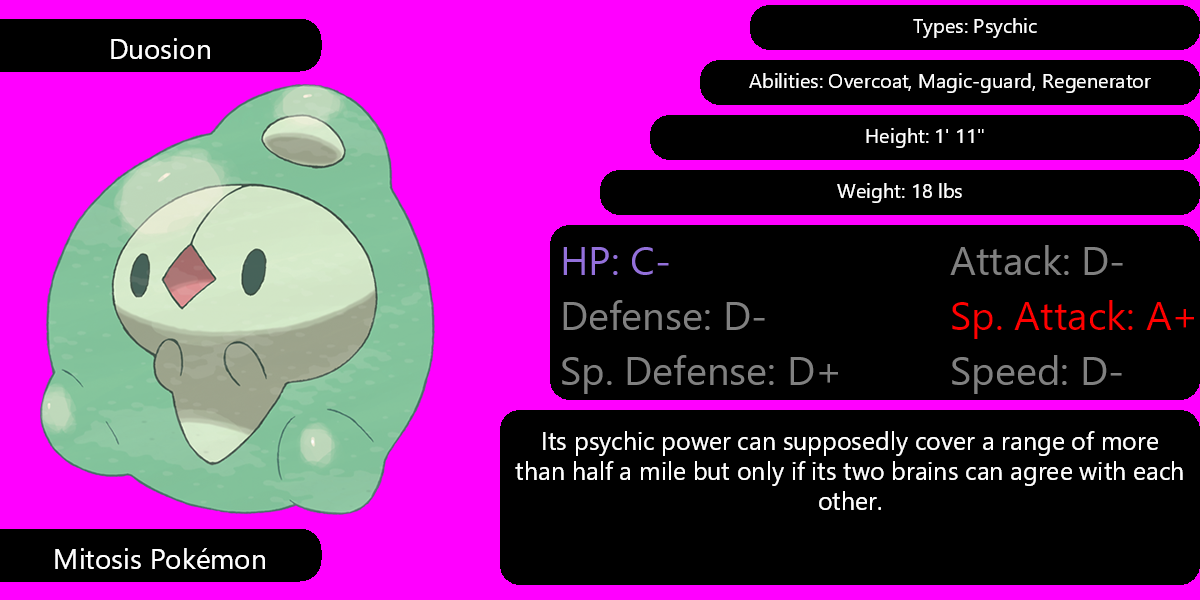 Duosion
Types: Psychic
Abilities: Overcoat, Magic-guard, Regenerator
Height: 1' 11"
Weight: 18 lbs
HP: C-
Attack: D-
Defense: D-
Sp. Attack: A+
Sp. Defense: D+
Speed: D-
Its psychic power can supposedly cover a range of more
than half a mile but only if its two brains can agree with each
other.
Mitosis Pokémon